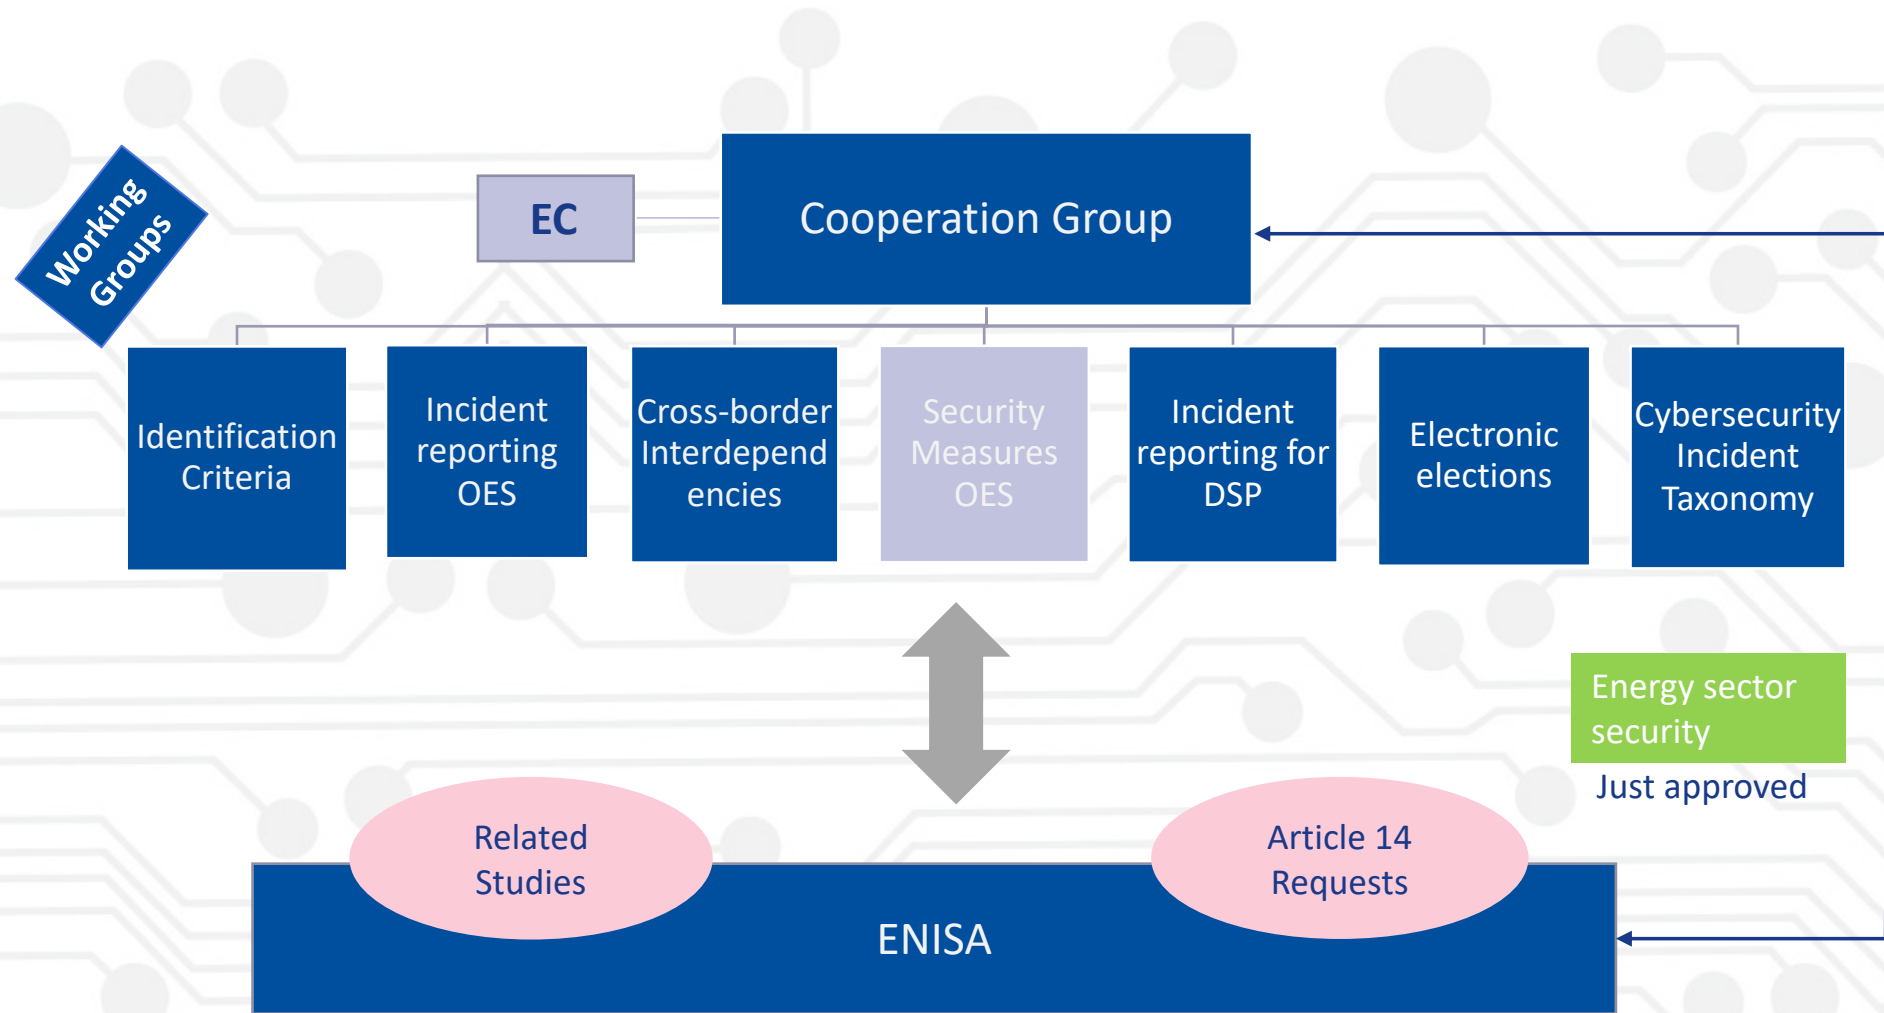 Working
Groups
EC
Cooperation Group
Identification
Criteria
Incident
reporting
OES
Cross-border
Interdepend
encies
Security
Measures
OES
Incident
reporting for
DSP
Electronic
elections
Cybersecurity
Incident
Taxonomy
Energy sector
security
Just approved
Related
Studies
Article 14
Requests
ENISA